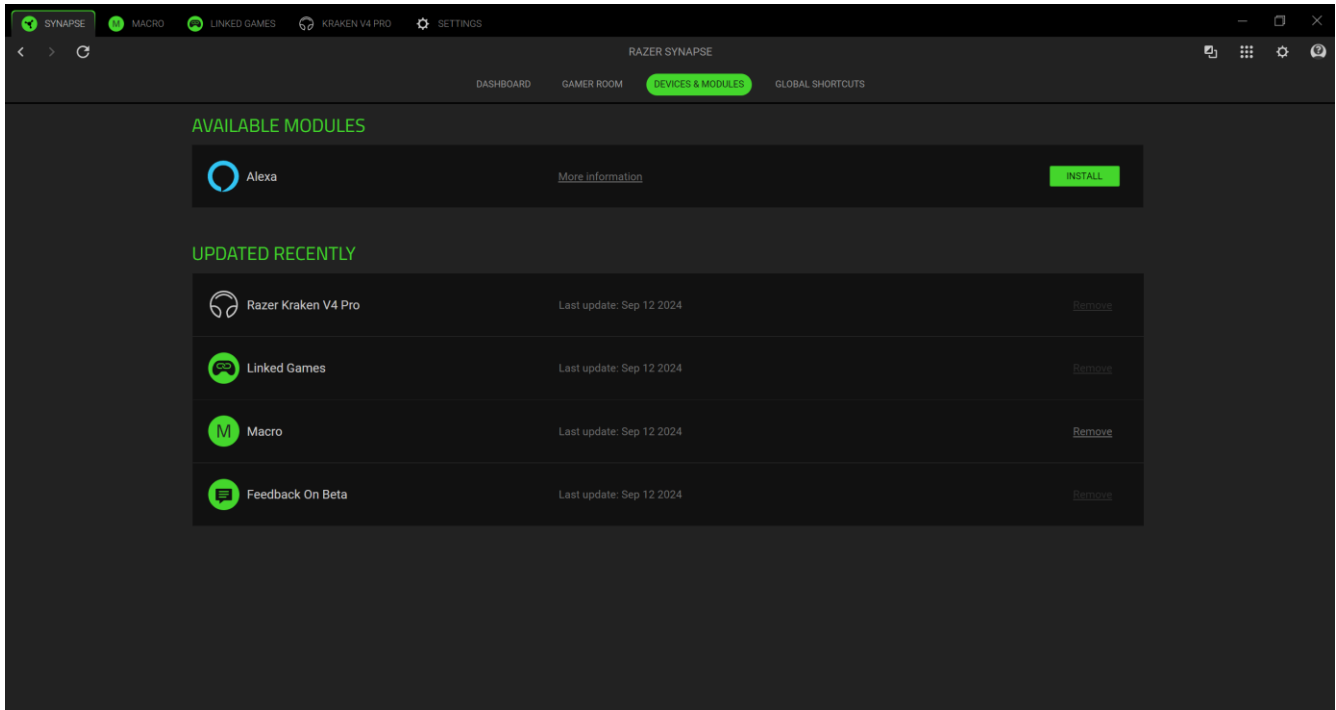 SYNAPSE MACRO LINKED GAMES KRAKEN V4 PRO SETTINGS
RAZER SYNAPSE
DASHBOARD GAMER ROOM DEVICES & MODULES GLOBAL SHORTCUTS
AVAILABLE MODULES
Alexa More information INSTALL
UPDATED RECENTLY
Razer Kraken V4 Pro Last update: Sep 12 2024 Remove
Linked Games Last update: Sep 12 2024 Remove
M Macro Last update: Sep 12 2024 Remove
Feedback On Beta Last update: Sep 12 2024 Remove